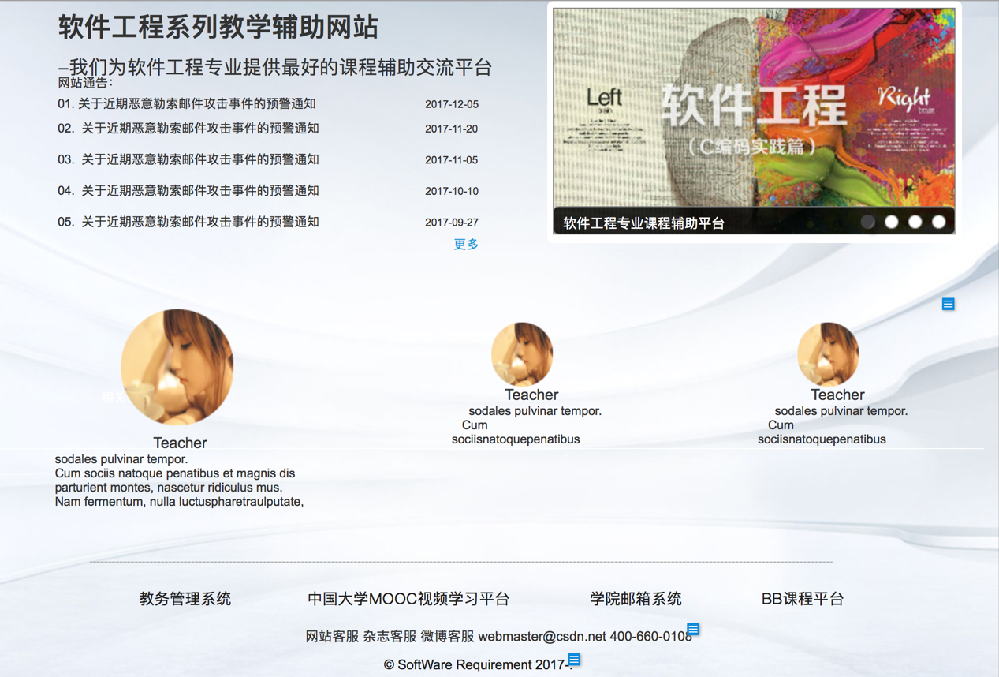 软件工程系列教学辅助网站
–我们为软件工程专业提供最好的课程辅助交流平台
网站通告：
01. 关于近期恶意勒索邮件攻击事件的预警通知 2017-12-05
02. 关于近期恶意勒索邮件攻击事件的预警通知 2017-11-20
03. 关于近期恶意勒索邮件攻击事件的预警通知 2017-11-05
04. 关于近期恶意勒索邮件攻击事件的预警通知 2017-10-10
05. 关于近期恶意勒索邮件攻击事件的预警通知 2017-09-27
更多
Left
brain
软件工程
（C编码实践篇）
Right
brain
软件工程专业课程辅助平台
相关
Teacher
sodales pulvinar tempor.
Cum sociis natoque penatibus et magnis dis
parturient montes, nascetur ridiculus mus.
Nam fermentum, nulla luctuspharetraulputate,
Teacher
sodales pulvinar tempor.
Cum
sociisnatoquepenatibus
Teacher
sodales pulvinar tempor.
Cum
sociisnatoquepenatibus
教务管理系统 中国大学MOOC视频学习平台 学院邮箱系统 BB课程平台
网站客服 杂志客服 微博客服 webmaster@csdn.net 400-660-0108
© SoftWare Requirement 2017-.